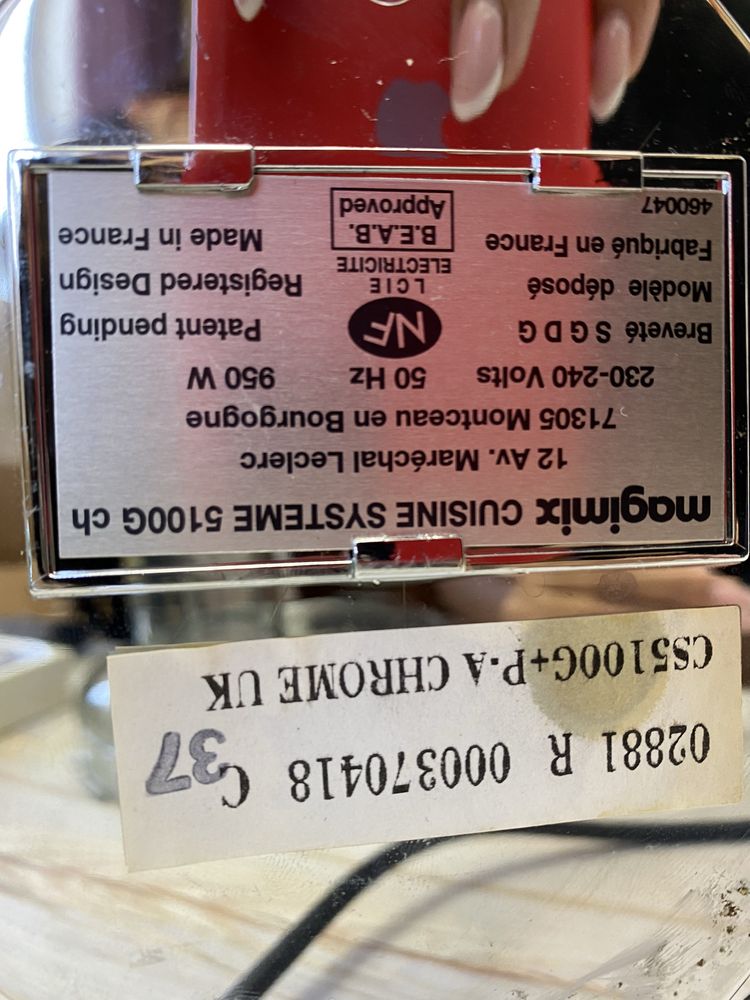 02881 R 000370418 C 37
CS5100G+P·A CHROME UK
magimix CUISINE SYSTEME 5100G ch
12 Av. Maréchal Leclerc
71305 Montceau en Bourgogne
230-240 Volts 50 Hz 950 W
Breveté S G D G NF Patent pending
Modèle déposé LCIE Registered Design
ELECTRICITE
Fabriqué en France B.E.A.B. Made in France
460047 Approved